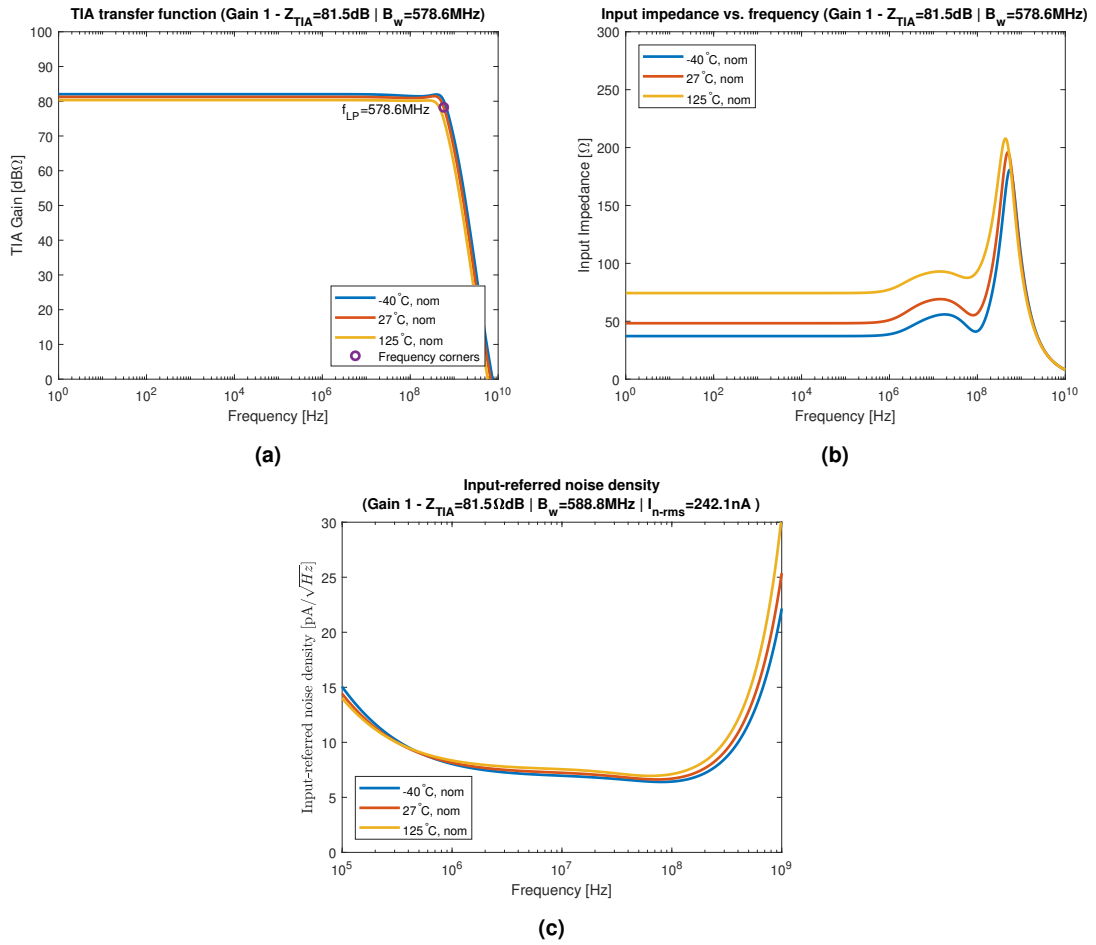 TIA transfer function (Gain 1 - Z_TIA=81.5dB | B_w=578.6MHz)
100
90
80
70
60
50
40
30
20
10
0
TIA Gain [dBΩ]
f_LP=578.6MHz
-40°C, nom
27°C, nom
125°C, nom
Frequency corners
10^0 10^2 10^4 10^6 10^8 10^10
Frequency [Hz]
(a)
Input impedance vs. frequency (Gain 1 - Z_TIA=81.5dB | B_w=578.6MHz)
300
250
200
150
100
50
0
Input Impedance [Ω]
-40°C, nom
27°C, nom
125°C, nom
10^0 10^2 10^4 10^6 10^8 10^10
Frequency [Hz]
(b)
Input-referred noise density
(Gain 1 - Z_TIA=81.5ΩdB | B_w=588.8MHz | I_n-rms=242.1nA )
30
25
20
15
10
5
0
Input-referred noise density [pA/√Hz]
-40°C, nom
27°C, nom
125°C, nom
10^5 10^6 10^7 10^8 10^9
Frequency [Hz]
(c)